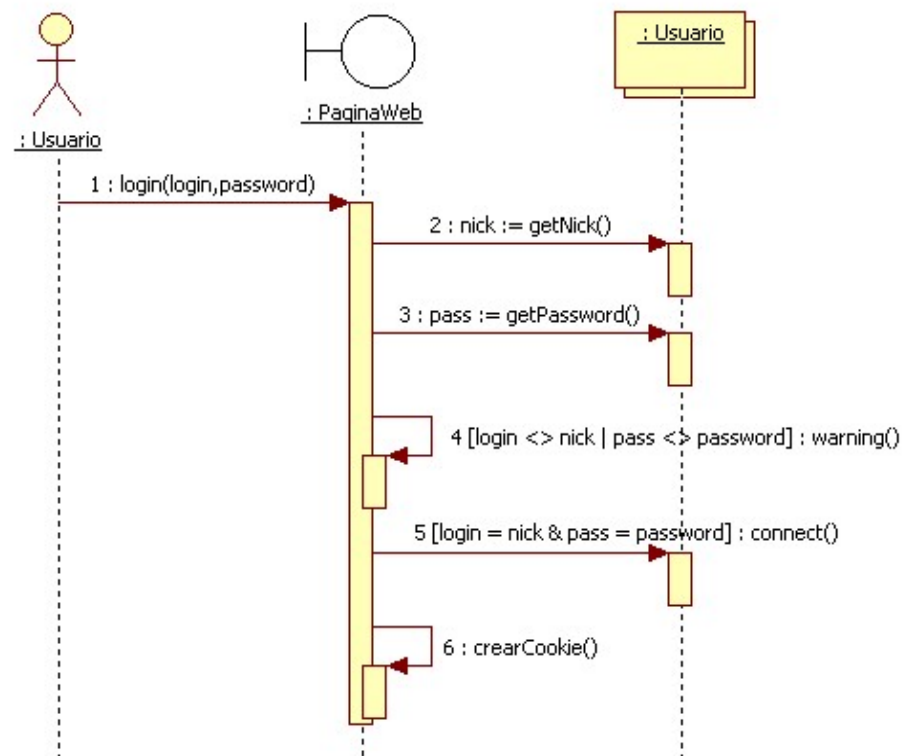 : Usuario
: PaginaWeb
: Usuario
1 : login(login,password)
2 : nick := getNick()
3 : pass := getPassword()
4 [login <> nick | pass <> password] : warning()
5 [login = nick & pass = password] : connect()
6 : crearCookie()